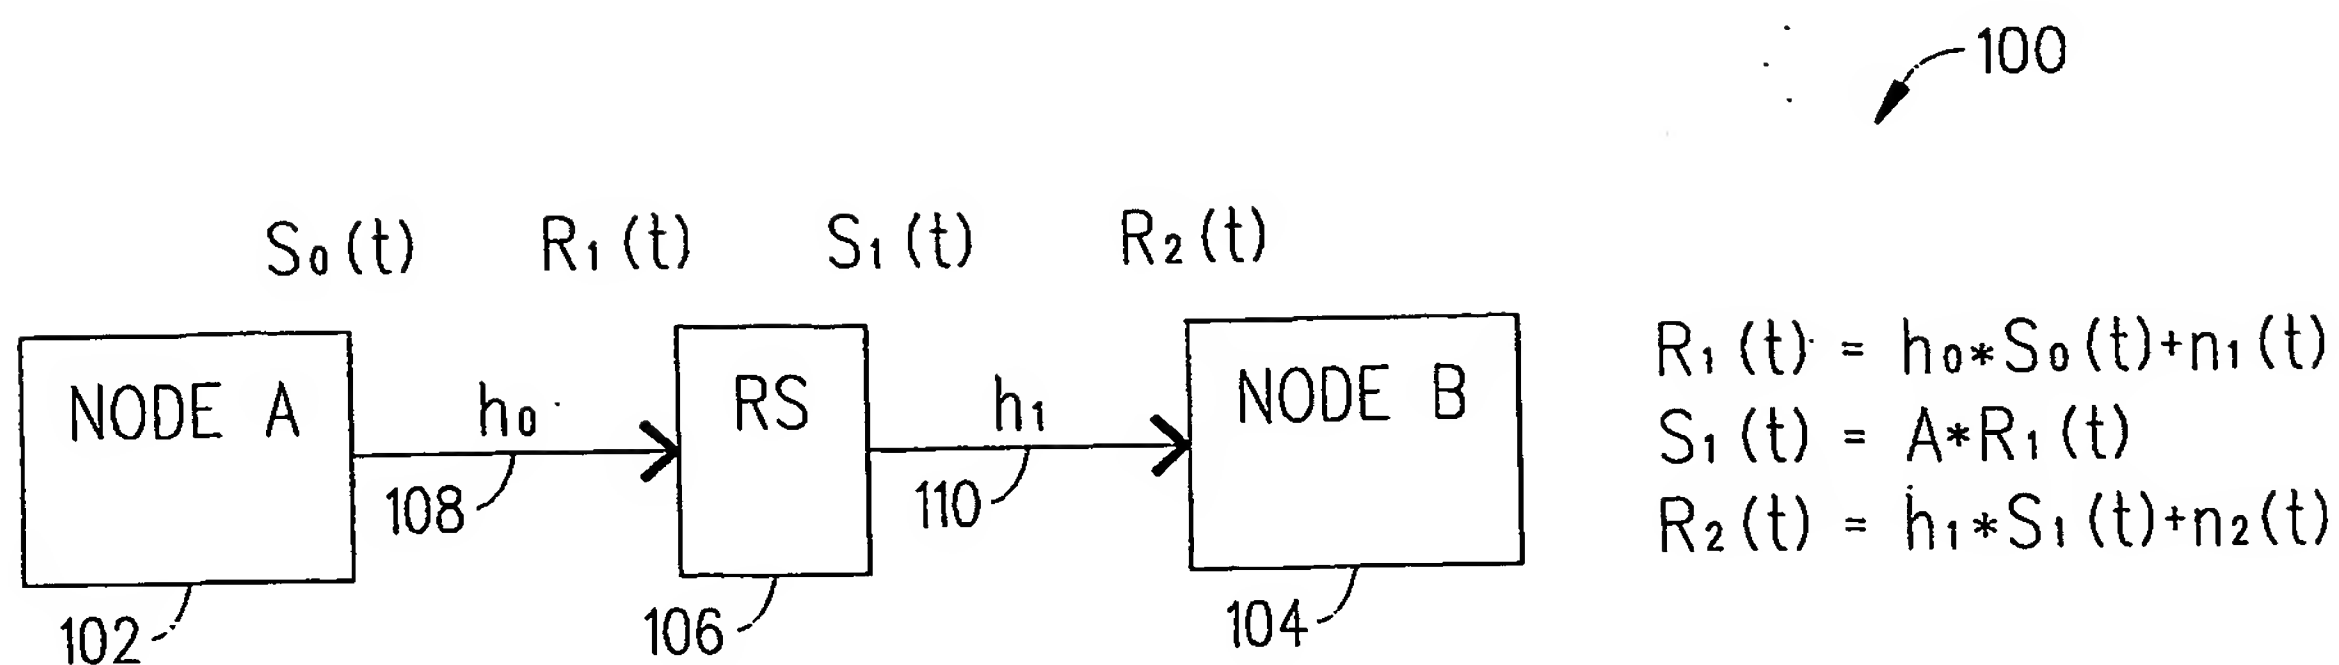 100
S₀(t) R₁(t) S₁(t) R₂(t)
NODE A h₀ RS h₁ NODE B
108 110
102 106 104
R₁(t) = h₀*S₀(t)+n₁(t)
S₁(t) = A*R₁(t)
R₂(t) = h₁*S₁(t)+n₂(t)